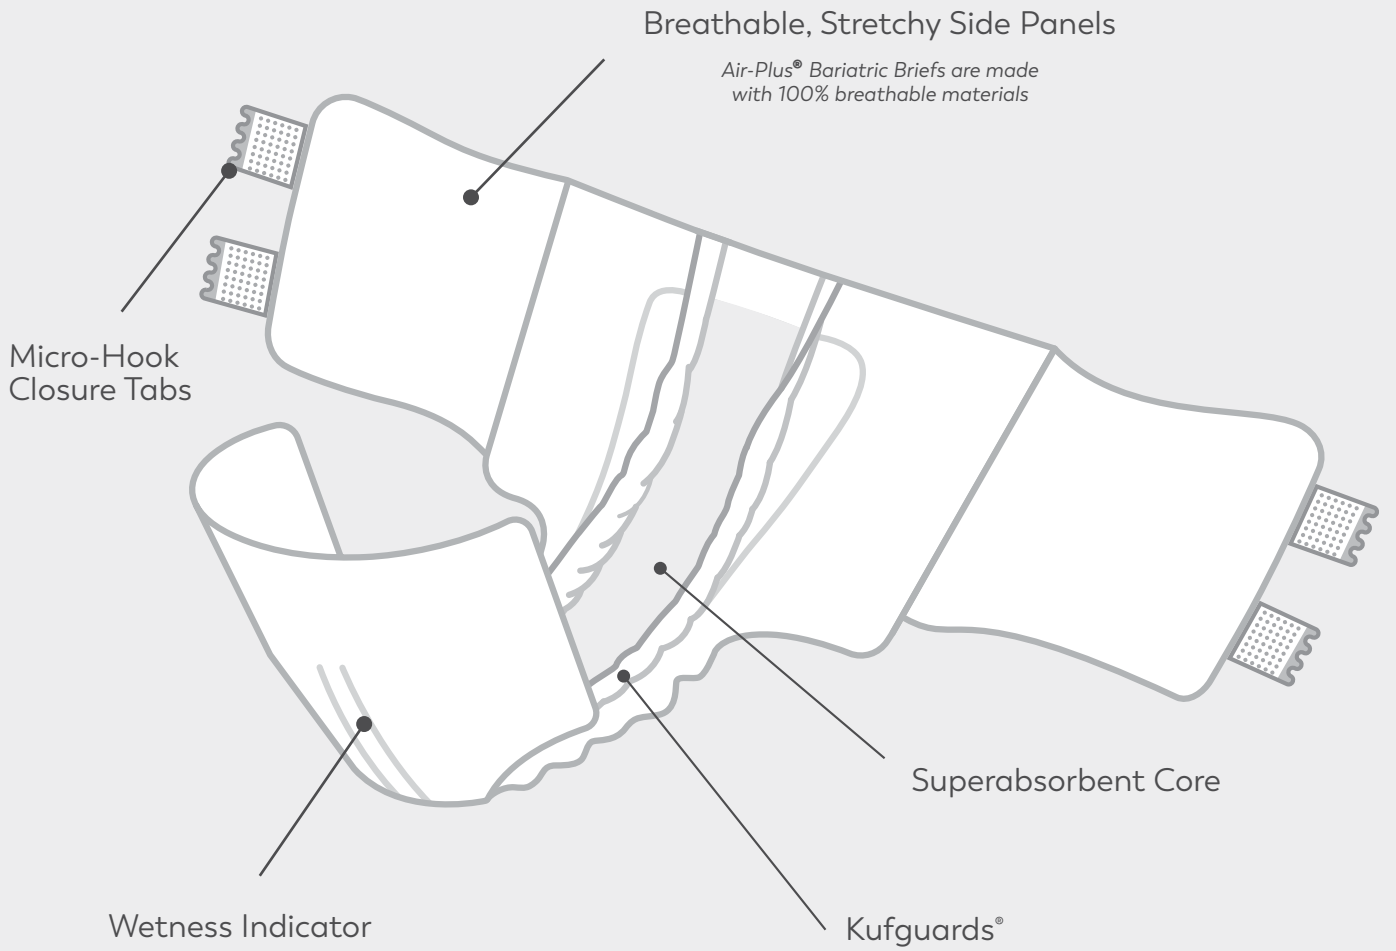 Breathable, Stretchy Side Panels
Air-Plus® Bariatric Briefs are made
with 100% breathable materials
Micro-Hook
Closure Tabs
Superabsorbent Core
Wetness Indicator
Kufguards®